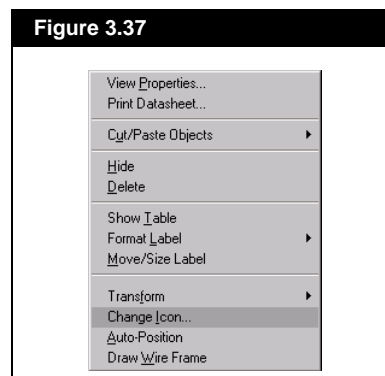 Figure 3.37
View Properties...
Print Datasheet...
Cut/Paste Objects
Hide
Delete
Show Table
Format Label
Move/Size Label
Transform
Change Icon...
Auto-Position
Draw Wire Frame